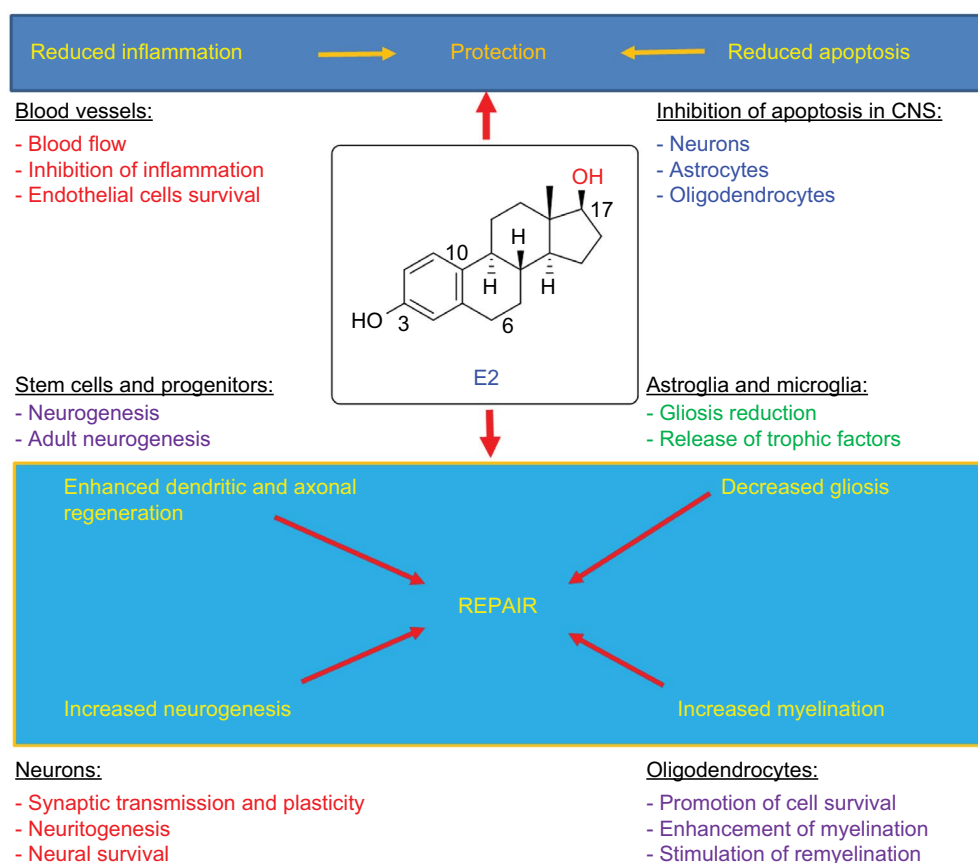 Reduced inflammation
Protection
Reduced apoptosis
Blood vessels:
- Blood flow
- Inhibition of inflammation
- Endothelial cells survival
Inhibition of apoptosis in CNS:
- Neurons
- Astrocytes
- Oligodendrocytes
OH
17
H
10
H
H
HO
3
6
E2
Stem cells and progenitors:
- Neurogenesis
- Adult neurogenesis
Astroglia and microglia:
- Gliosis reduction
- Release of trophic factors
Enhanced dendritic and axonal
regeneration
Decreased gliosis
REPAIR
Increased neurogenesis
Increased myelination
Neurons:
- Synaptic transmission and plasticity
- Neuritogenesis
- Neural survival
Oligodendrocytes:
- Promotion of cell survival
- Enhancement of myelination
- Stimulation of remyelination